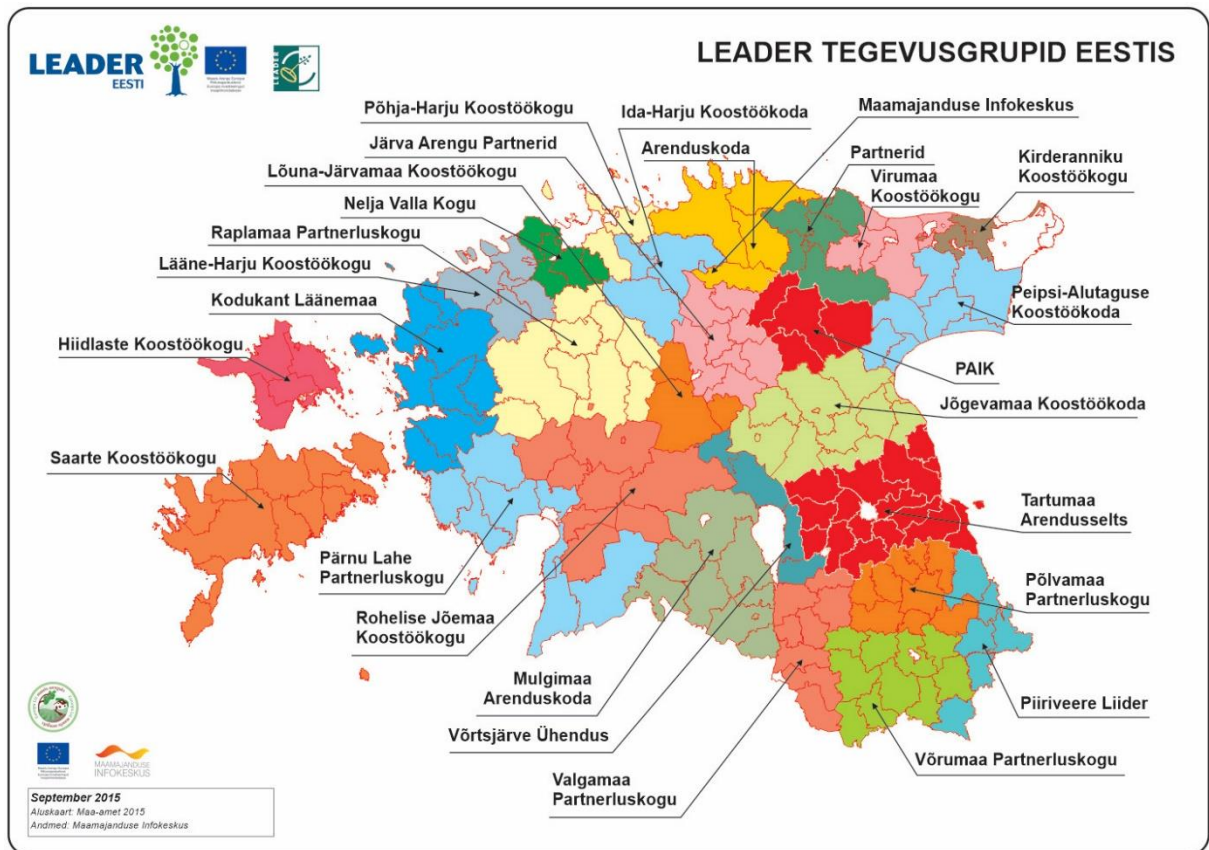 LEADER
EESTI
LEADER
LEADER TEGEVUSGRUPID EESTIS
Põhja-Harju Koostöökogu
Ida-Harju Koostöökoda
Maamajanduse Infokeskus
Järva Arengu Partnerid
Arenduskoda
Partnerid
Kirderanniku
Koostöökogu
Lõuna-Järvamaa Koostöökogu
Virumaa
Koostöökogu
Nelja Valla Kogu
Raplamaa Partnerluskogu
Lääne-Harju Koostöökogu
Kodukant Läänemaa
Peipsi-Alutaguse
Koostöökoda
Hiidlaste Koostöökogu
PAIK
Jõgevamaa Koostöökoda
Saarte Koostöökogu
Tartumaa
Arendusselts
Pärnu Lahe
Partnerluskogu
Põlvamaa
Partnerluskogu
Rohelise Jõemaa
Koostöökogu
Mulgimaa
Arenduskoda
Piiriveere Liider
Võrtsjärve Ühendus
Võrumaa Partnerluskogu
Valgamaa
Partnerluskogu
MAAMAJANDUSE
INFOKESKUS
September 2015
Aluskaart: Maa-amet 2015
Andmed: Maamajanduse Infokeskus